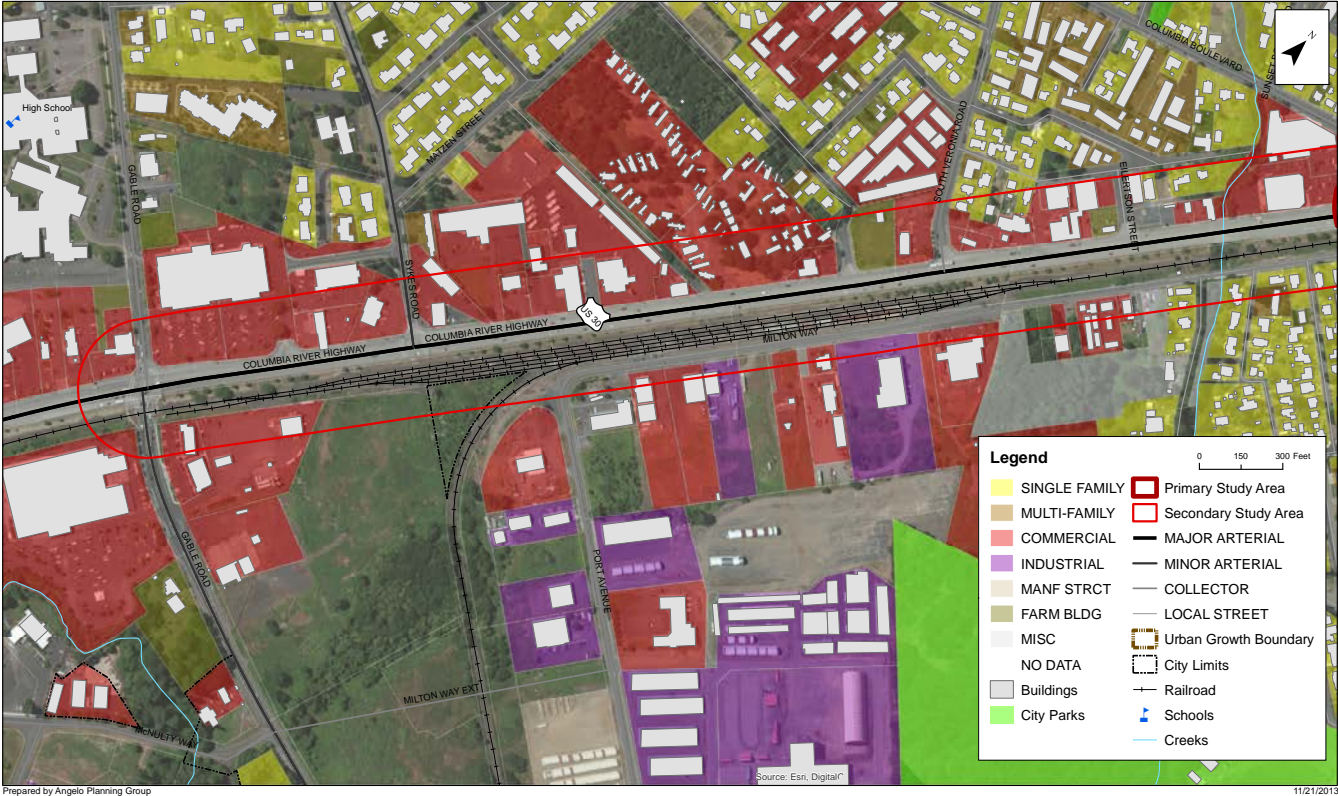 COLUMBIA BOULEVARD
N
SUNSET
High School
MATZEN STREET
GABLE ROAD
SOUTH VERONIA ROAD
EILERTSON STREET
SYKES ROAD
US 30
COLUMBIA RIVER HIGHWAY
COLUMBIA RIVER HIGHWAY
MILTON WAY
GABLE ROAD
PORT AVENUE
MILTON WAY EXT
McNULTY WAY
Legend
0 150 300 Feet
SINGLE FAMILY
MULTI-FAMILY
COMMERCIAL
INDUSTRIAL
MANF STRCT
FARM BLDG
MISC
NO DATA
Buildings
City Parks
Primary Study Area
Secondary Study Area
MAJOR ARTERIAL
MINOR ARTERIAL
COLLECTOR
LOCAL STREET
Urban Growth Boundary
City Limits
Railroad
Schools
Creeks
Source: Esri, DigitalG
Prepared by Angelo Planning Group
11/21/2013